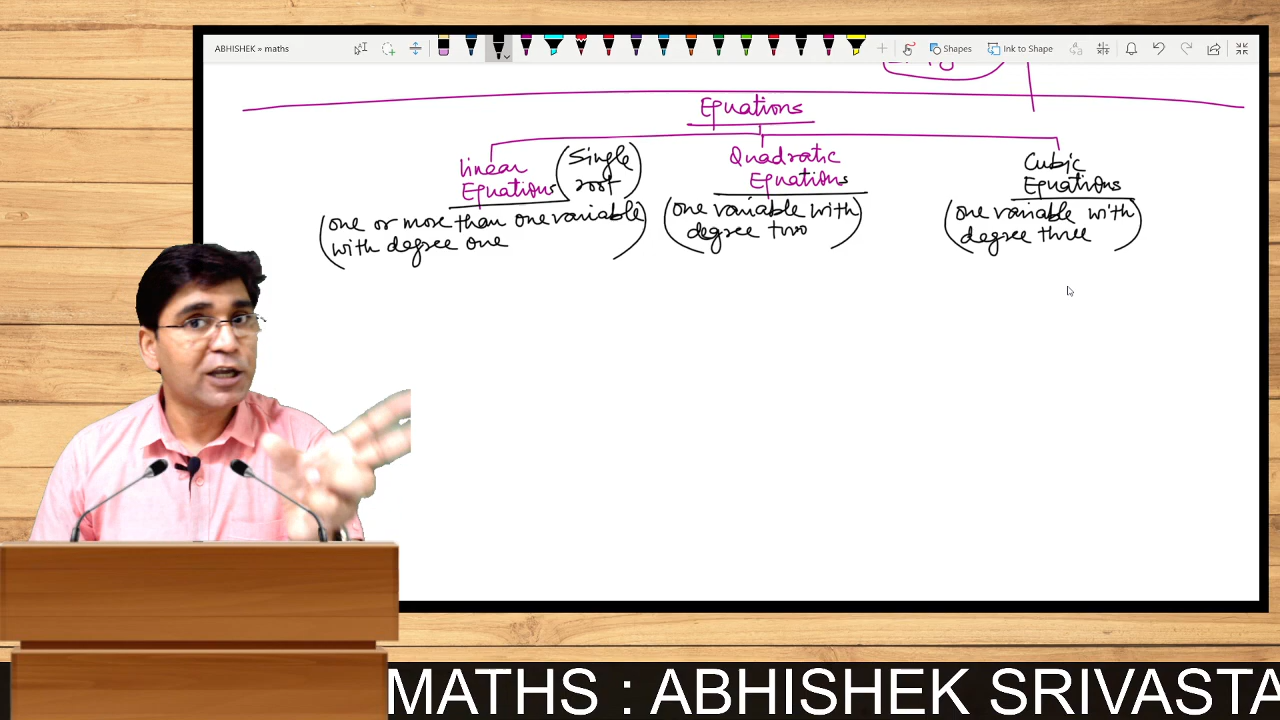 ABHISHEK » maths
Shapes
Ink to Shape
Equations
Linear
Equations
(Single
root)
(one or more than one variable
with degree one)
Quadratic
Equations
(one variable with
degree two)
Cubic
Equations
(one variable with
degree three)
MATHS : ABHISHEK SRIVASTA